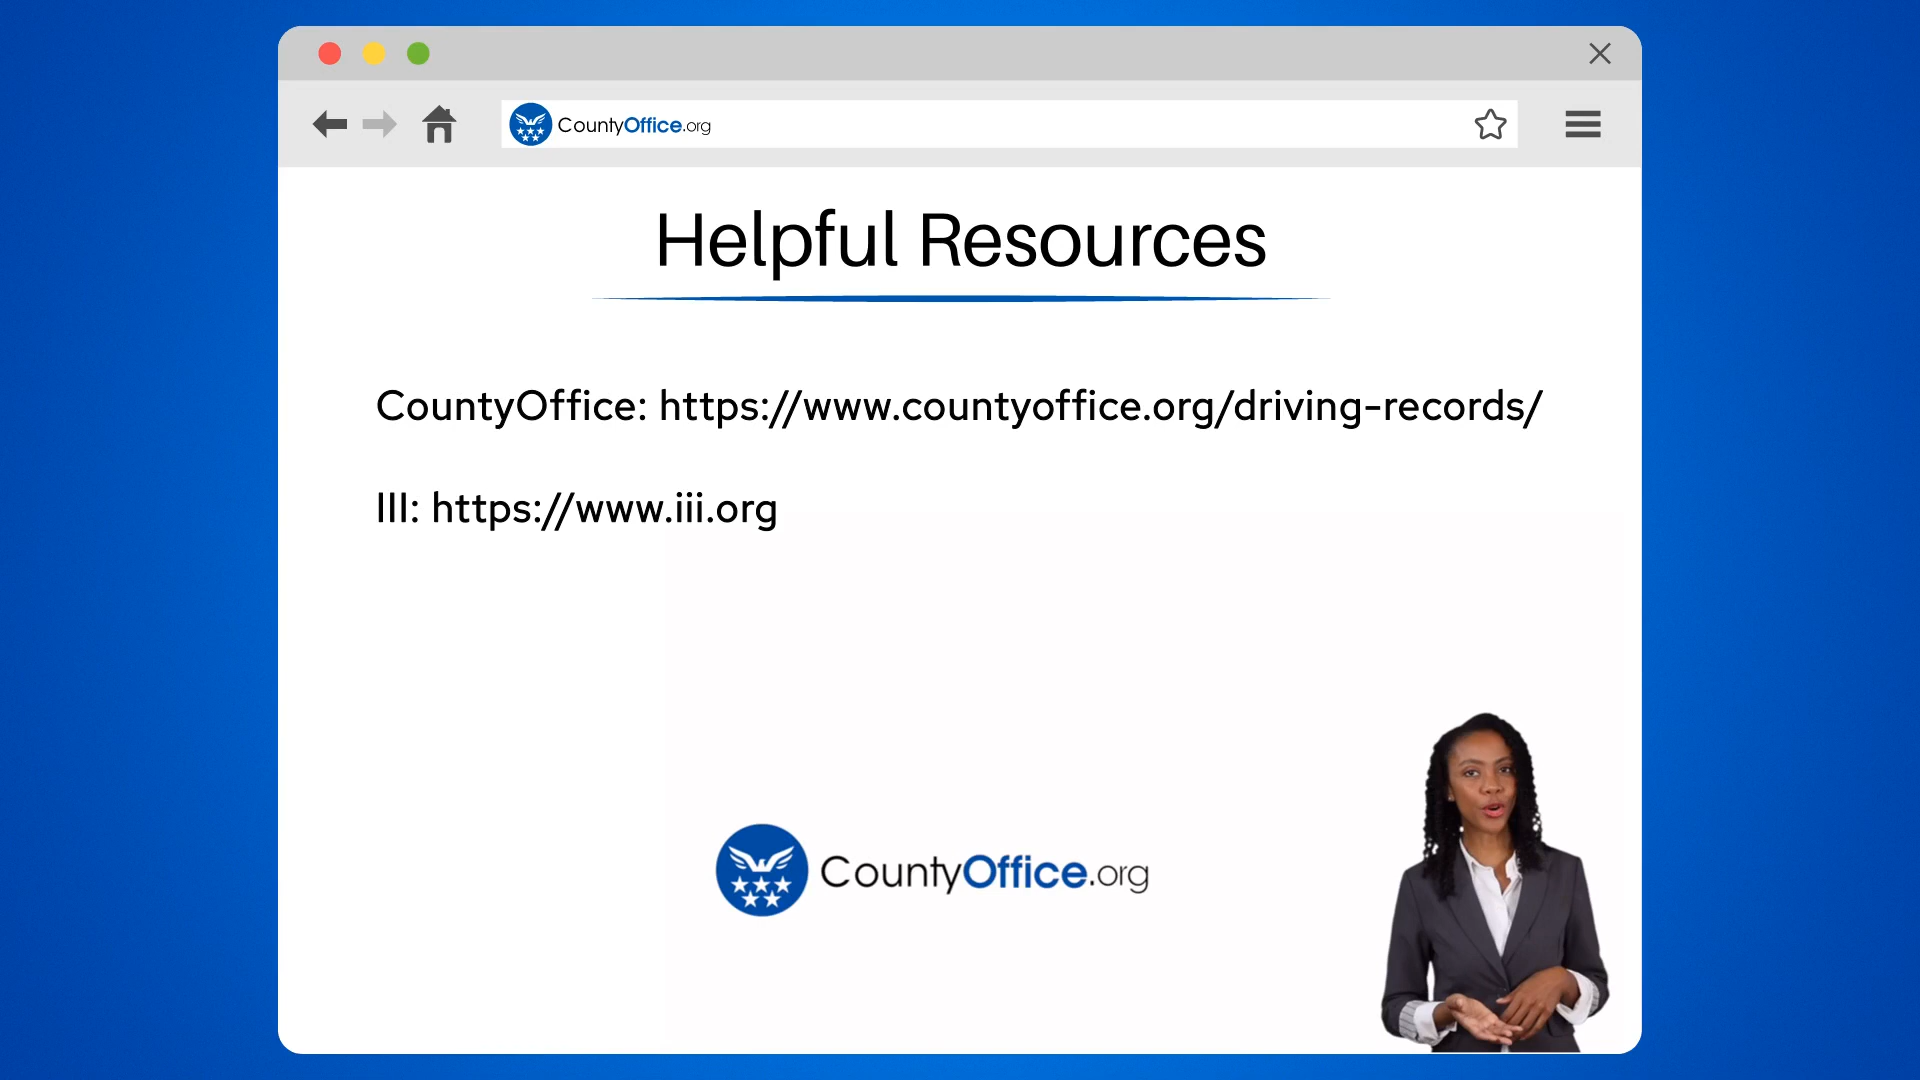 CountyOffice.org
Helpful Resources
CountyOffice: https://www.countyoffice.org/driving-records/
III: https://www.iii.org
CountyOffice.org